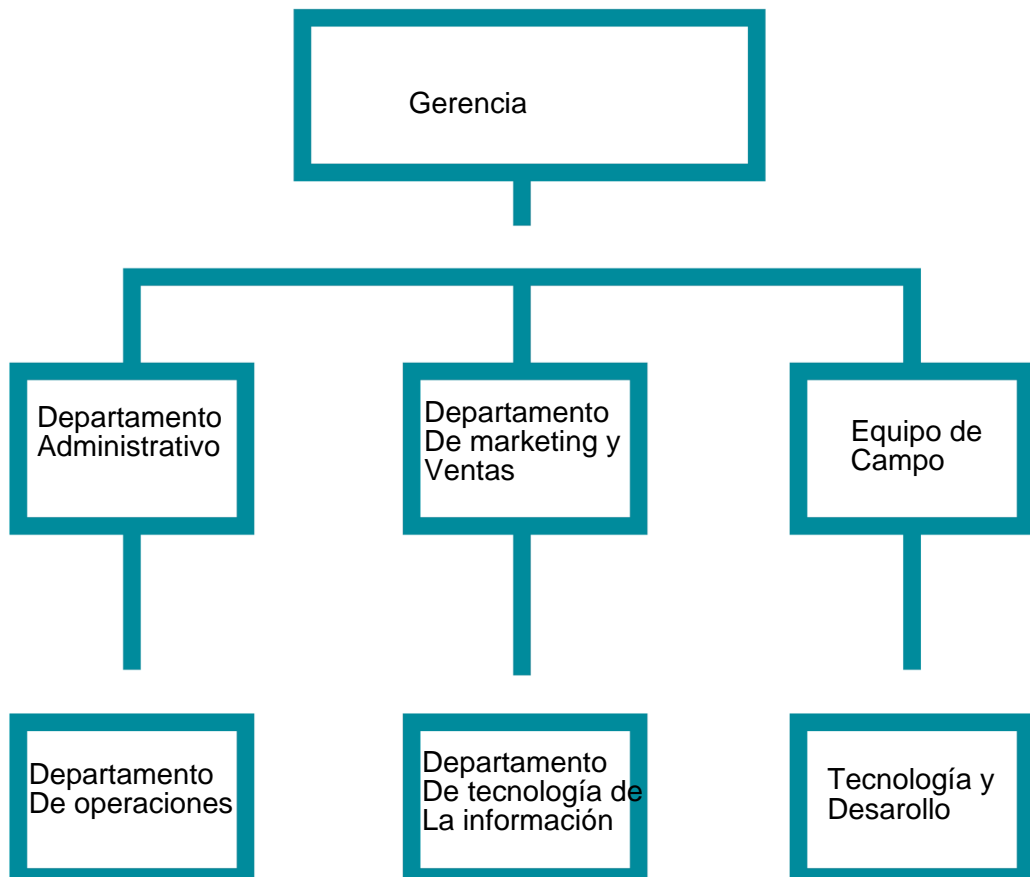 Gerencia
Departamento
Administrativo
Departamento
De marketing y
Ventas
Equipo de
Campo
Departamento
De operaciones
Departamento
De tecnología de
La información
Tecnología y
Desarollo